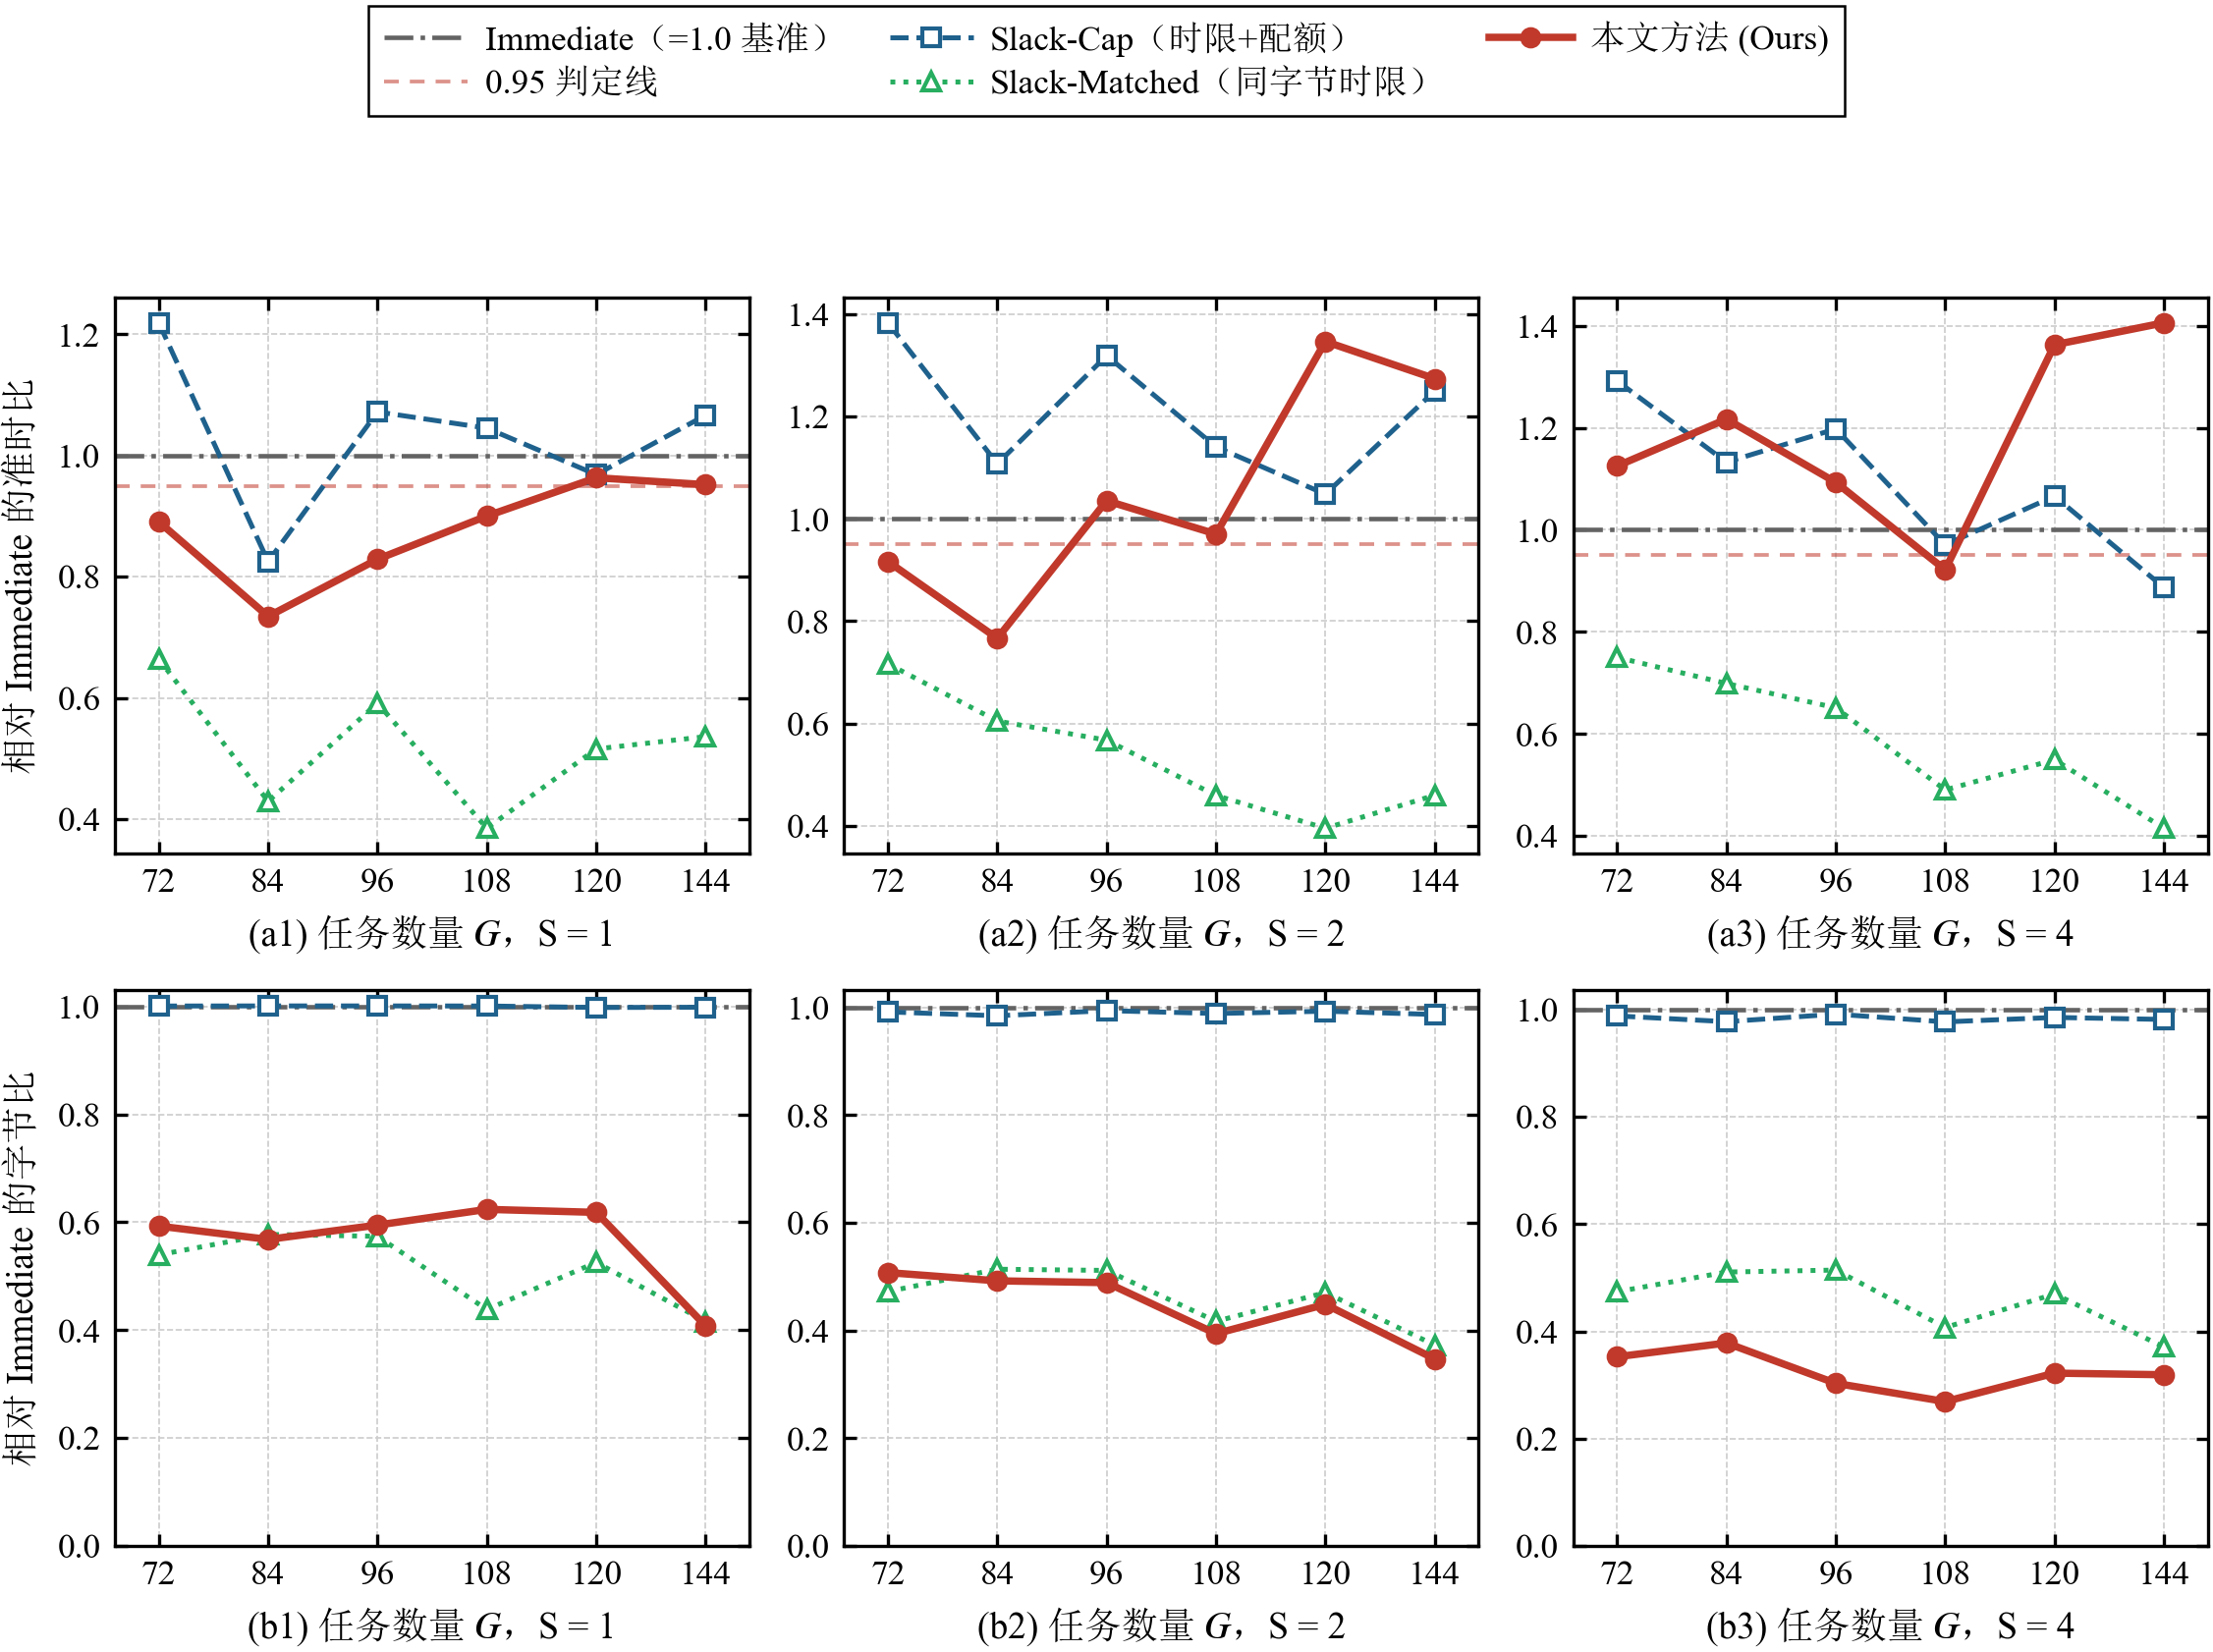 Immediate（=1.0 基准）
0.95 判定线
Slack-Cap（时限+配额）
Slack-Matched（同字节时限）
本文方法 (Ours)
相对 Immediate 的准时比
1.2
1.0
0.8
0.6
0.4
72 84 96 108 120 144
(a1) 任务数量 G，S = 1
1.4
1.2
1.0
0.8
0.6
0.4
72 84 96 108 120 144
(a2) 任务数量 G，S = 2
1.4
1.2
1.0
0.8
0.6
0.4
72 84 96 108 120 144
(a3) 任务数量 G，S = 4
相对 Immediate 的字节比
1.0
0.8
0.6
0.4
0.2
0.0
72 84 96 108 120 144
(b1) 任务数量 G，S = 1
1.0
0.8
0.6
0.4
0.2
0.0
72 84 96 108 120 144
(b2) 任务数量 G，S = 2
1.0
0.8
0.6
0.4
0.2
0.0
72 84 96 108 120 144
(b3) 任务数量 G，S = 4